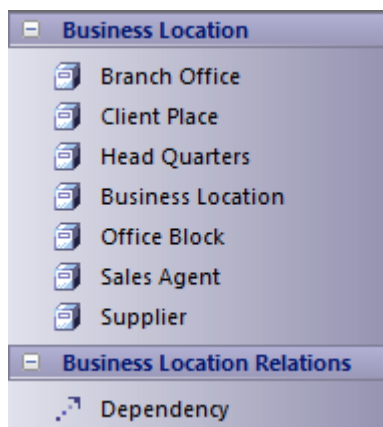 Business Location
Branch Office
Client Place
Head Quarters
Business Location
Office Block
Sales Agent
Supplier
Business Location Relations
Dependency